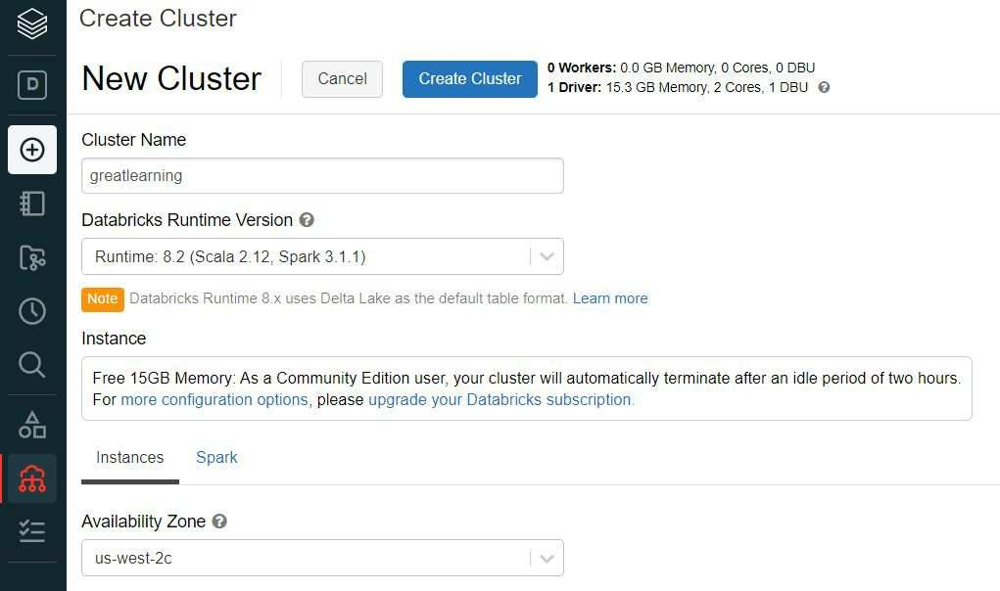 Create Cluster
D
New Cluster
Cancel
Create Cluster
0 Workers: 0.0 GB Memory, 0 Cores, 0 DBU
1 Driver: 15.3 GB Memory, 2 Cores, 1 DBU ?
Cluster Name
greatlearning
Databricks Runtime Version ?
Runtime: 8.2 (Scala 2.12, Spark 3.1.1)
Note Databricks Runtime 8.x uses Delta Lake as the default table format. Learn more
Instance
Free 15GB Memory: As a Community Edition user, your cluster will automatically terminate after an idle period of two hours.
For more configuration options, please upgrade your Databricks subscription.
Instances Spark
Availability Zone ?
us-west-2c